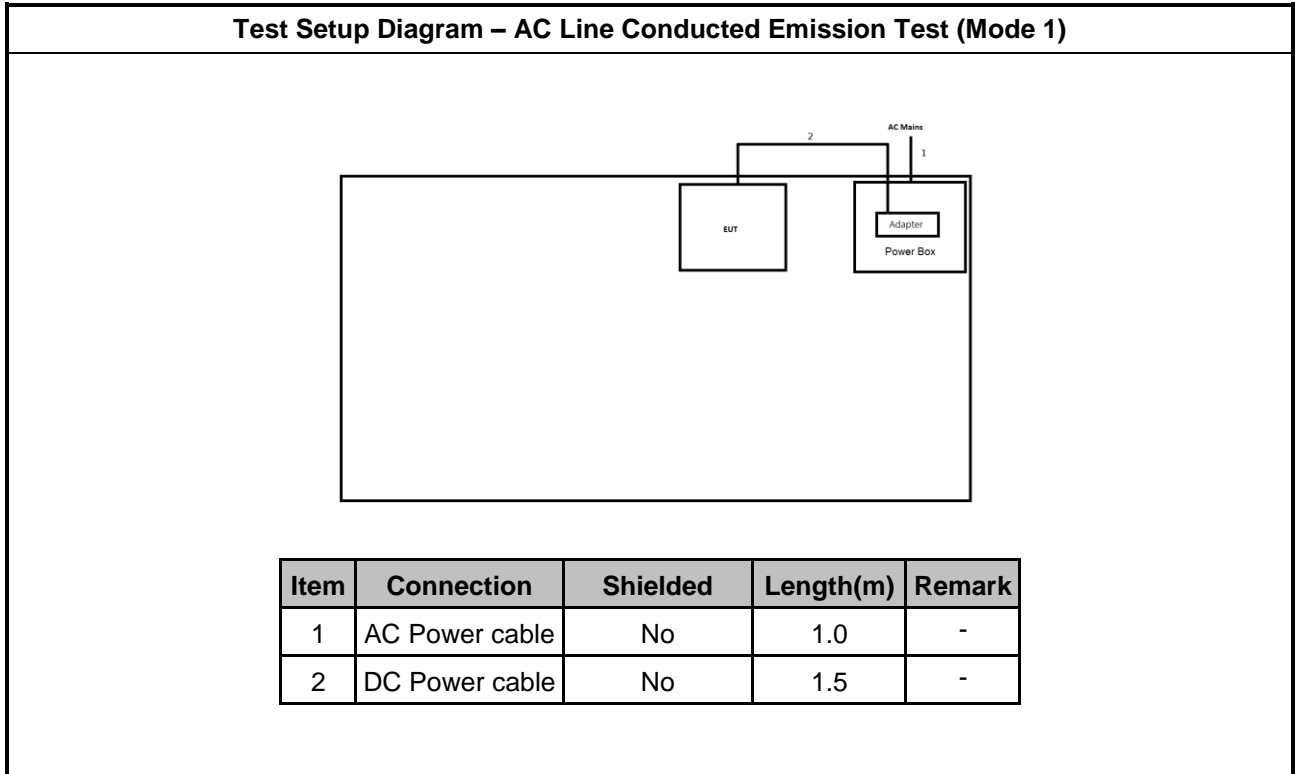 Test Setup Diagram – AC Line Conducted Emission Test (Mode 1)
AC Mains
2
1
EUT
Adapter
Power Box
Item Connection Shielded Length(m) Remark
1 AC Power cable No 1.0 -
2 DC Power cable No 1.5 -